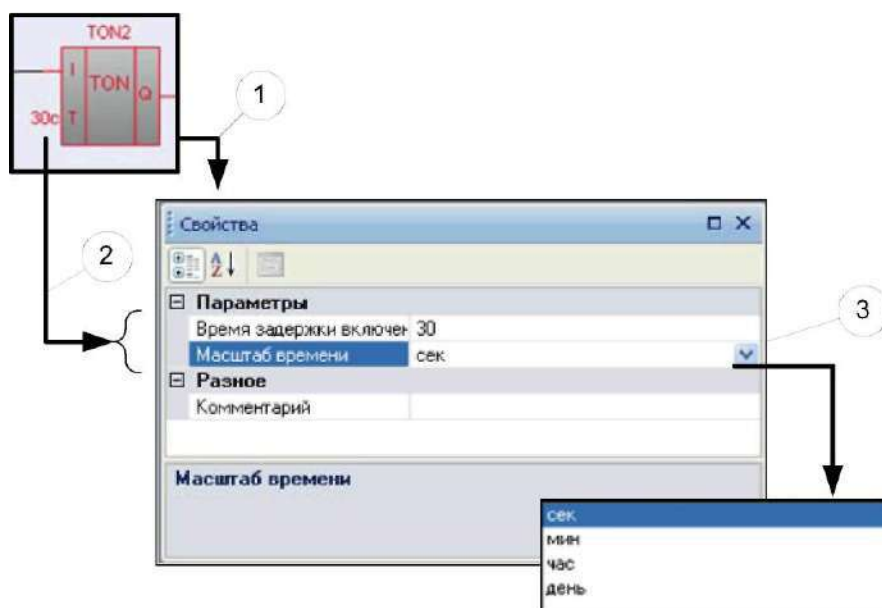 TON2
I
TON
Q
30с T
1
2
Свойства
Параметры
Время задержки включен 30
Масштаб времени сек
3
Разное
Комментарий
Масштаб времени
сек
мин
час
день